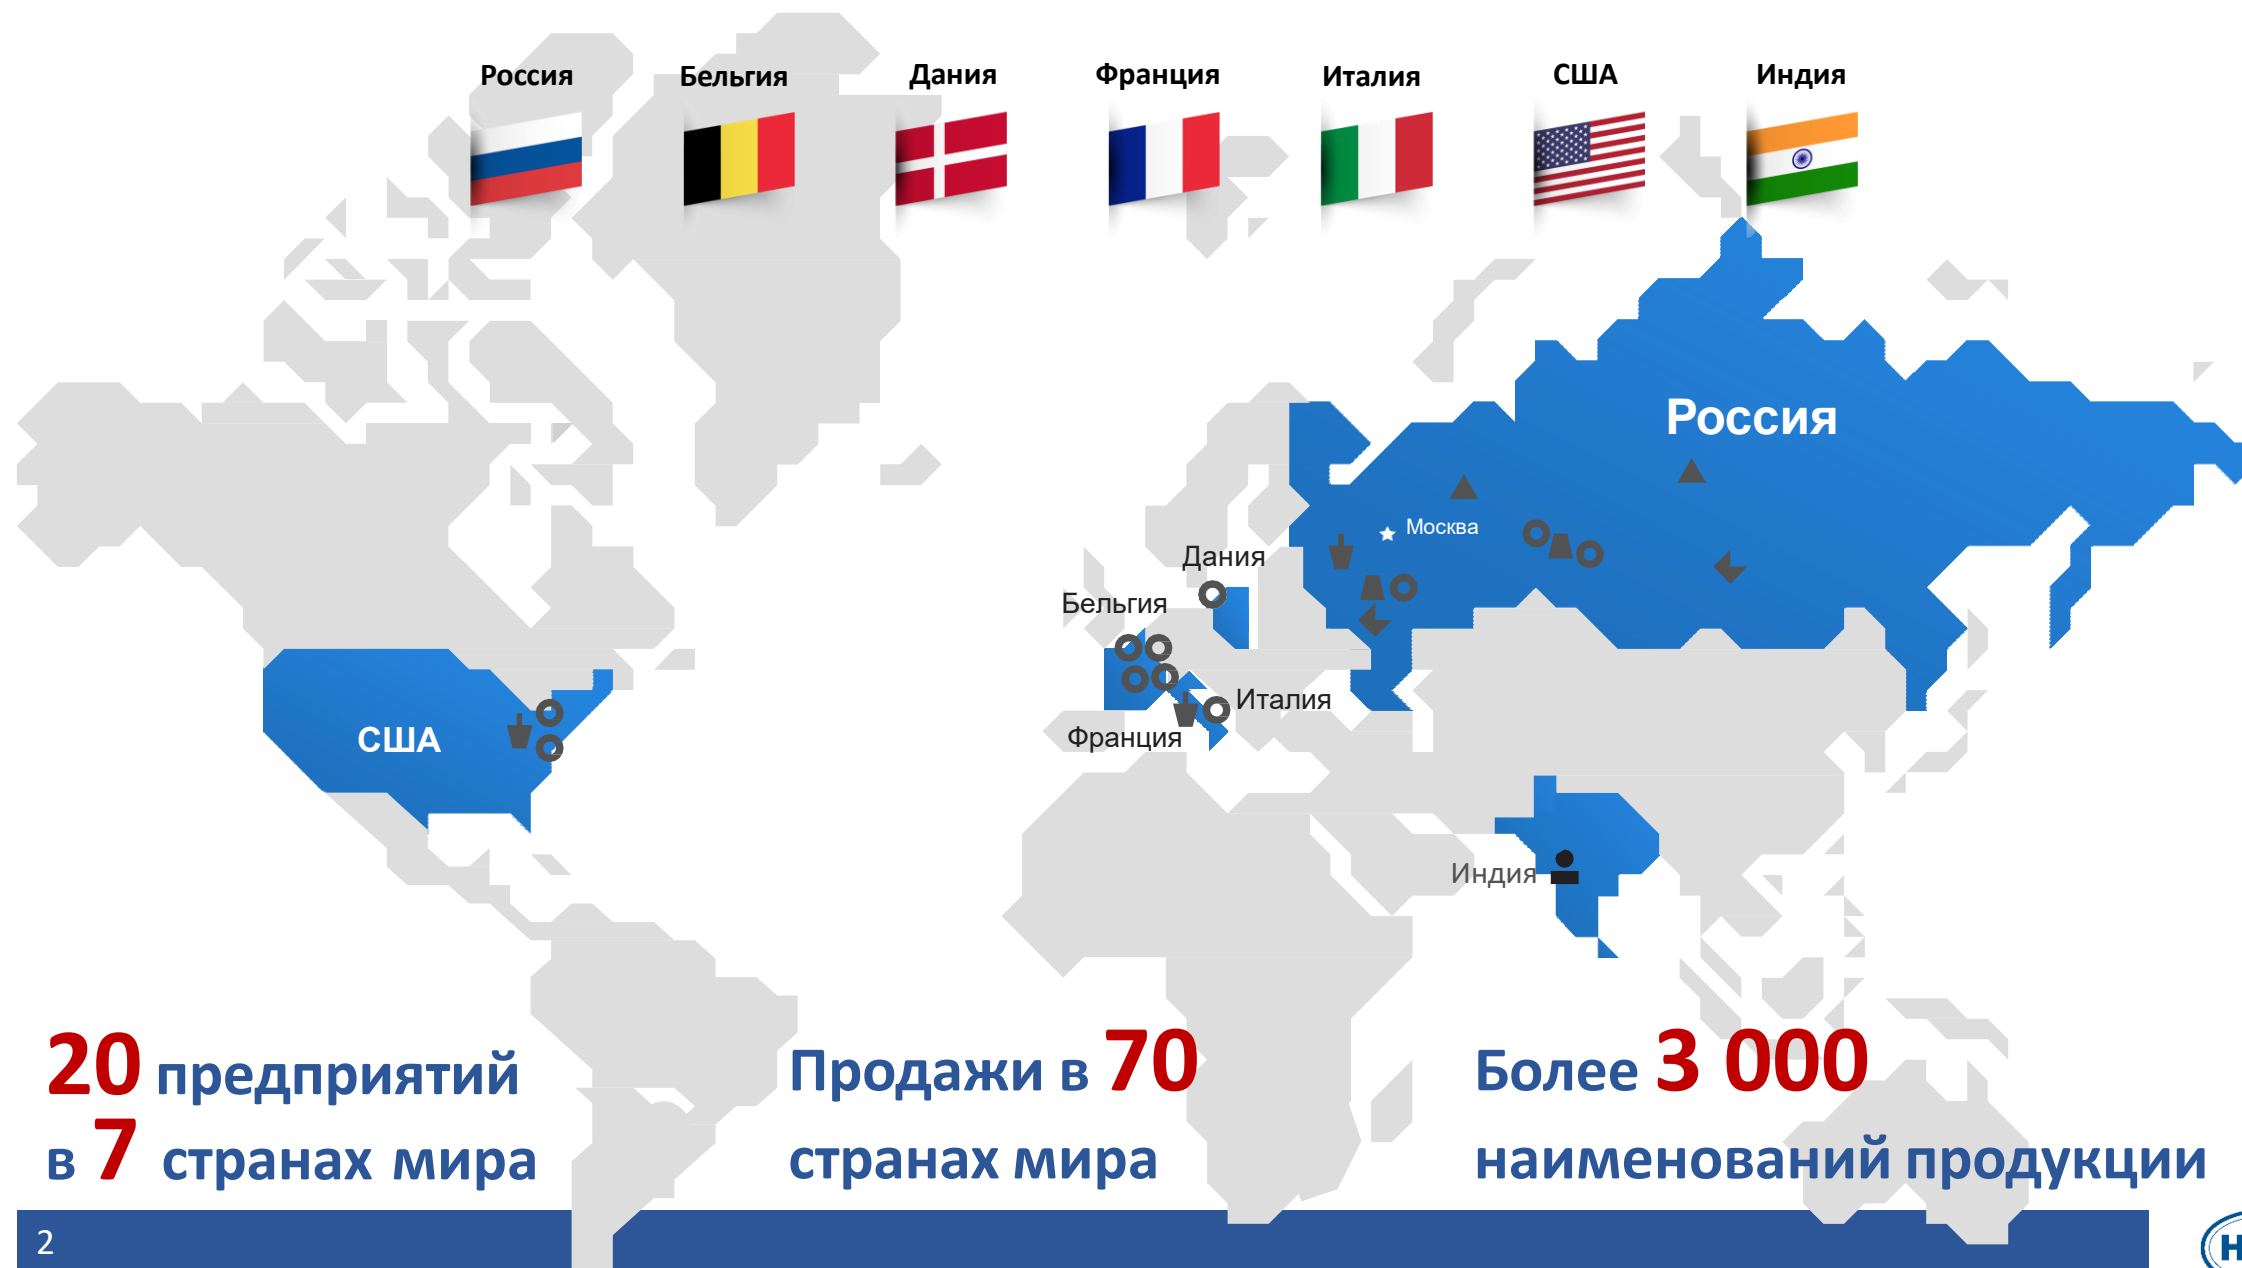 Россия
Бельгия
Дания
Франция
Италия
США
Индия
Россия
Москва
Дания
Бельгия
Италия
Франция
США
Индия
20 предприятий
в 7 странах мира
Продажи в 70
странах мира
Более 3 000
наименований продукции
2